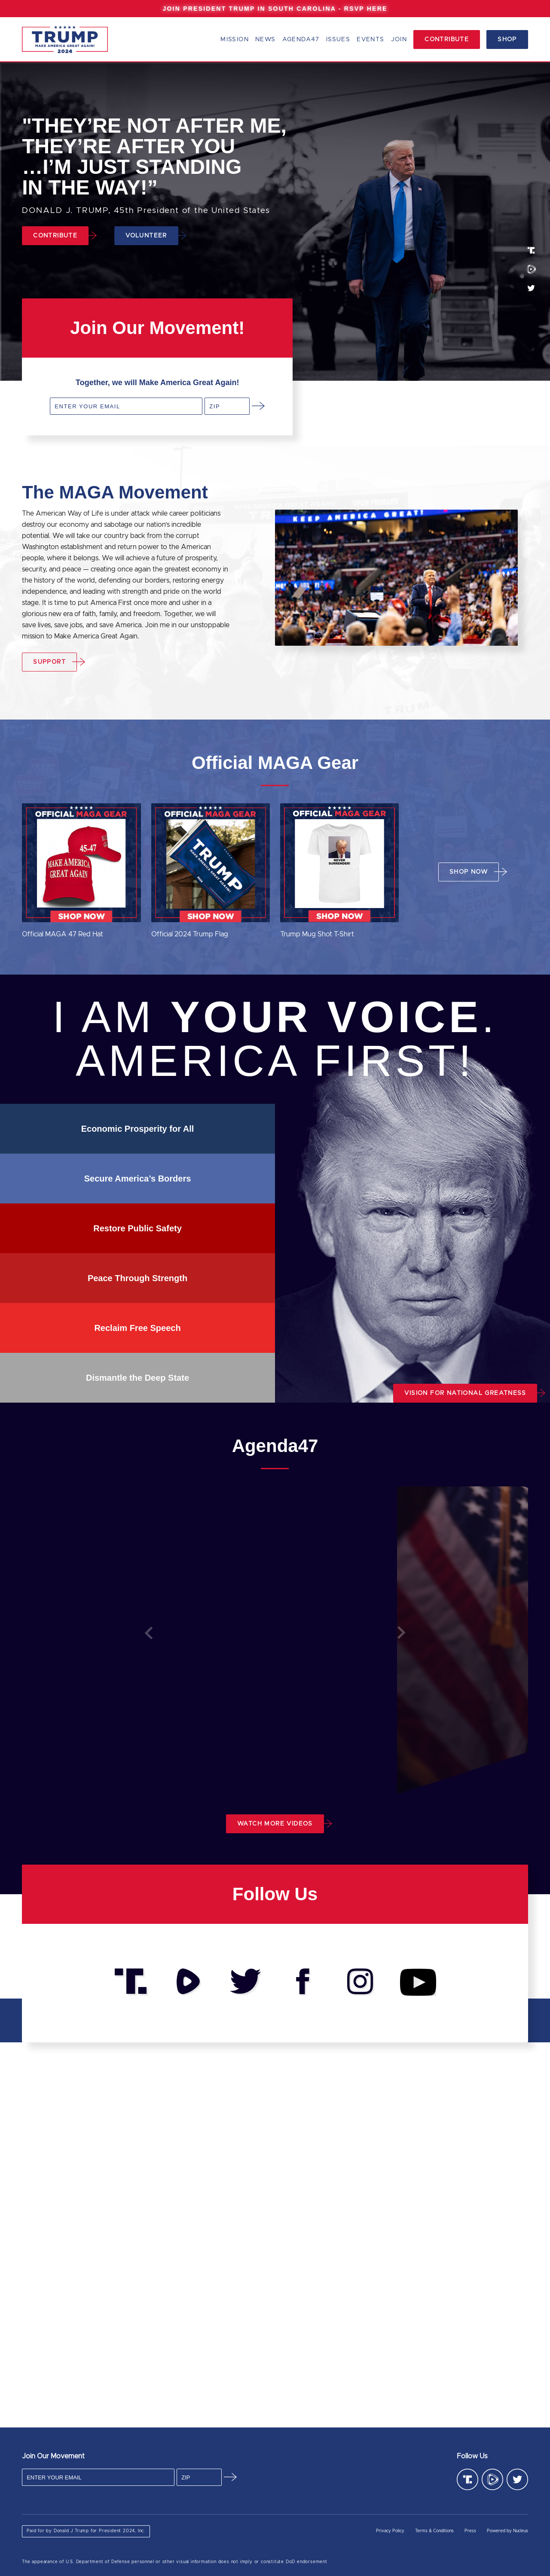 JOIN PRESIDENT TRUMP IN SOUTH CAROLINA - RSVP HERE
TRUMP
MAKE AMERICA GREAT AGAIN!
2024
MISSION NEWS AGENDA47 ISSUES EVENTS JOIN CONTRIBUTE SHOP
"THEY’RE NOT AFTER ME,
THEY’RE AFTER YOU
…I’M JUST STANDING
IN THE WAY!”
DONALD J. TRUMP, 45th President of the United States
CONTRIBUTE VOLUNTEER
Join Our Movement!
Together, we will Make America Great Again!
ENTER YOUR EMAIL ZIP
The MAGA Movement
The American Way of Life is under attack while career politicians
destroy our economy and sabotage our nation's incredible
potential. We will take our country back from the corrupt
Washington establishment and return power to the American
people, where it belongs. We will achieve a future of prosperity,
security, and peace — creating once again the greatest economy in
the history of the world, defending our borders, restoring energy
independence, and leading with strength and pride on the world
stage. It is time to put America First once more and usher in a
glorious new era of faith, family, and freedom. Together, we will
save lives, save jobs, and save America. Join me in our unstoppable
mission to Make America Great Again.
KEEP AMERICA GREAT!
SUPPORT
TRUMP
Official MAGA Gear
OFFICIAL MAGA GEAR
45-47
MAKE AMERICA
GREAT AGAIN
SHOP NOW
Official MAGA 47 Red Hat
OFFICIAL MAGA GEAR
TRUMP
MAKE AMERICA GREAT AGAIN!
SHOP NOW
Official 2024 Trump Flag
OFFICIAL MAGA GEAR
NEVER
SURRENDER!
SHOP NOW
Trump Mug Shot T-Shirt
SHOP NOW
I AM YOUR VOICE.
AMERICA FIRST!
Economic Prosperity for All
Secure America’s Borders
Restore Public Safety
Peace Through Strength
Reclaim Free Speech
Dismantle the Deep State
VISION FOR NATIONAL GREATNESS
Agenda47
WATCH MORE VIDEOS
Follow Us
Join Our Movement
ENTER YOUR EMAIL ZIP
Follow Us
Paid for by Donald J Trump for President 2024, Inc.
Privacy Policy Terms & Conditions Press Powered by Nucleus
The appearance of U.S. Department of Defense personnel or other visual information does not imply or constitute DoD endorsement